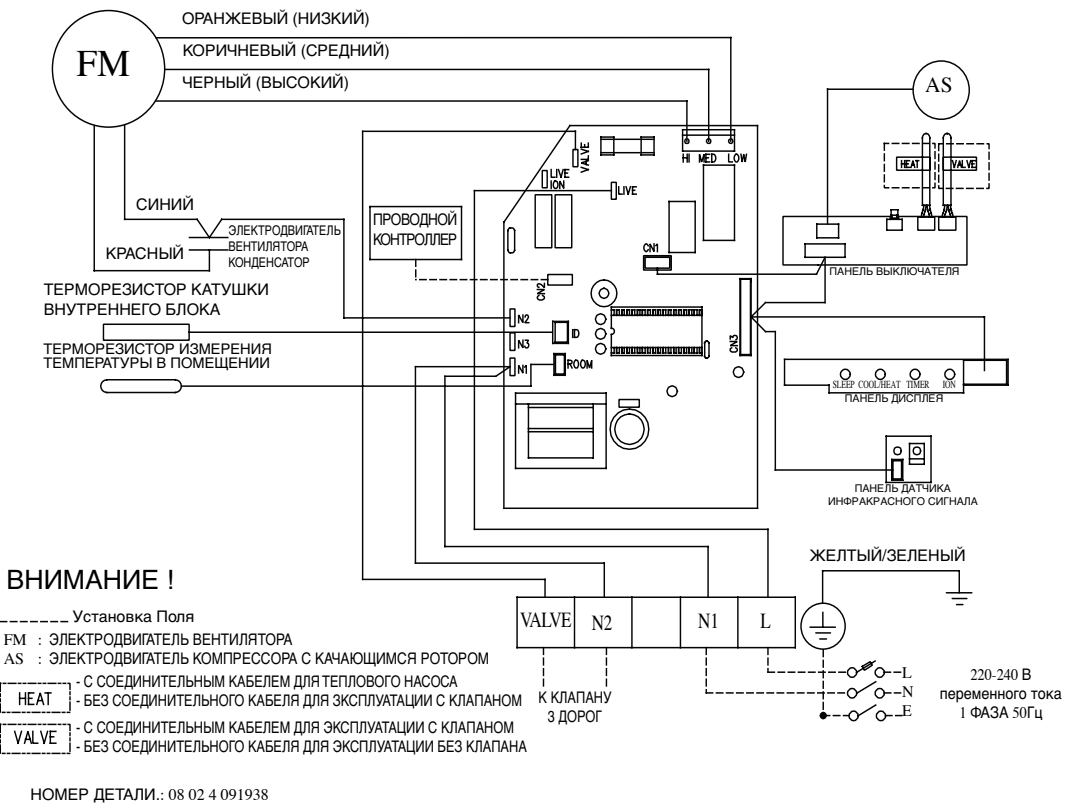 ОРАНЖЕВЫЙ (НИЗКИЙ)
КОРИЧНЕВЫЙ (СРЕДНИЙ)
ЧЕРНЫЙ (ВЫСОКИЙ)
FM
AS
VALVE
HI MED LOW
LIVE
ION
LIVE
HEAT
VALVE
СИНИЙ
КРАСНЫЙ
ЭЛЕКТРОДВИГАТЕЛЬ
ВЕНТИЛЯТОРА
КОНДЕНСАТОР
ПРОВОДНОЙ
КОНТРОЛЛЕР
CN1
CN2
CN3
ПАНЕЛЬ ВЫКЛЮЧАТЕЛЯ
ТЕРМОРЕЗИСТОР КАТУШКИ
ВНУТРЕННЕГО БЛОКА
N2
ID
N3
ТЕРМОРЕЗИСТОР ИЗМЕРЕНИЯ
ТЕМПЕРАТУРЫ В ПОМЕЩЕНИИ
N1
ROOM
SLEEP COOL/HEAT TIMER ION
ПАНЕЛЬ ДИСПЛЕЯ
ПАНЕЛЬ ДАТЧИКА
ИНФРАКРАСНОГО СИГНАЛА
ЖЕЛТЫЙ/ЗЕЛЕНЫЙ
ВНИМАНИЕ !
VALVE N2 N1 L
Установка Поля
FM : ЭЛЕКТРОДВИГАТЕЛЬ ВЕНТИЛЯТОРА
AS : ЭЛЕКТРОДВИГАТЕЛЬ КОМПРЕССОРА С КАЧАЮЩИМСЯ РОТОРОМ
HEAT
- С СОЕДИНИТЕЛЬНЫМ КАБЕЛЕМ ДЛЯ ТЕПЛОВОГО НАСОСА
- БЕЗ СОЕДИНИТЕЛЬНОГО КАБЕЛЯ ДЛЯ ЗКСПЛУАТАЦИИ С КЛАПАНОМ
VALVE
- С СОЕДИНИТЕЛЬНЫМ КАБЕЛЕМ ДЛЯ ЭКСПЛУАТАЦИИ С КЛАПАНОМ
- БЕЗ СОЕДИНИТЕЛЬНОГО КАБЕЛЯ ДЛЯ ЭКСПЛУАТАЦИИ БЕЗ КЛАПАНА
К КЛАПАНУ
3 ДОРОГ
L
N
E
220-240 В
переменного тока
1 ФАЗА 50Гц
НОМЕР ДЕТАЛИ.: 08 02 4 091938